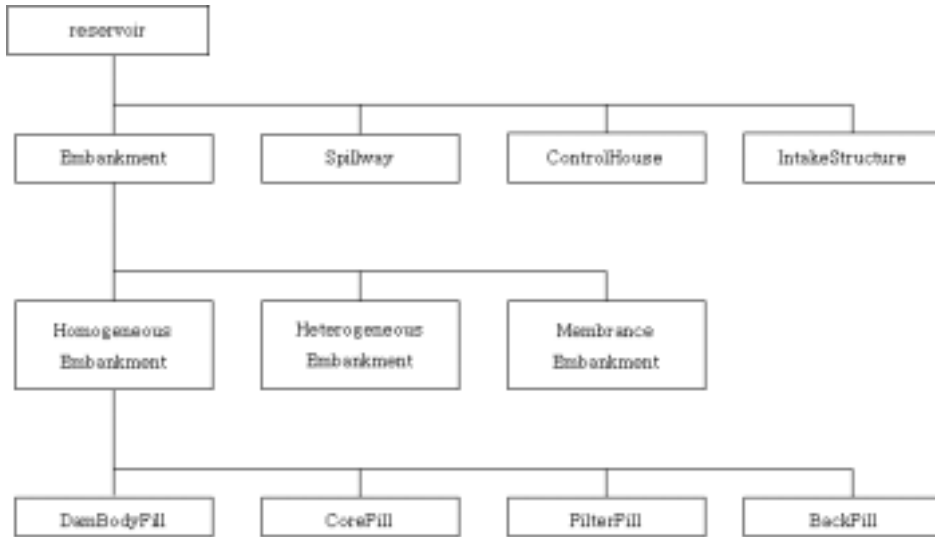 reservoir
Embankment
Spillway
ControlHouse
IntakeStructure
Homogeneous
Embankment
Heterogeneous
Embankment
Membrance
Embankment
DamBodyFill
CoreFill
FilterFill
BackFill